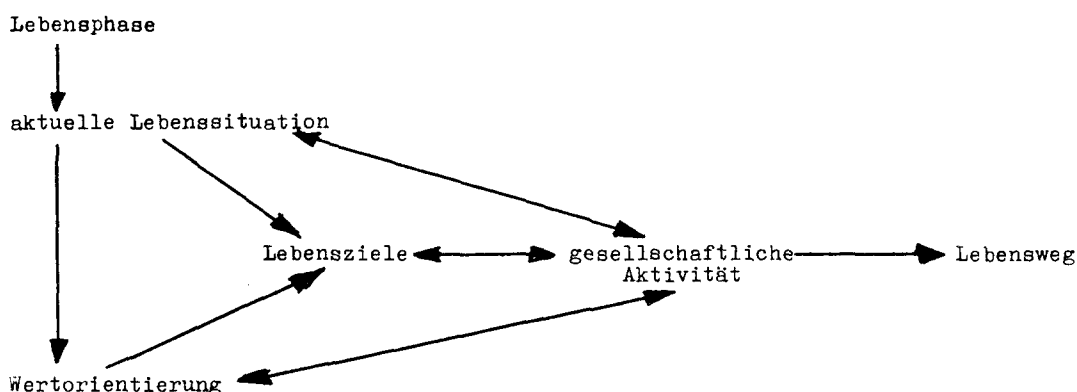 Lebensphase
aktuelle Lebenssituation
Lebensziele
gesellschaftliche
Aktivität
Lebensweg
Wertorientierung